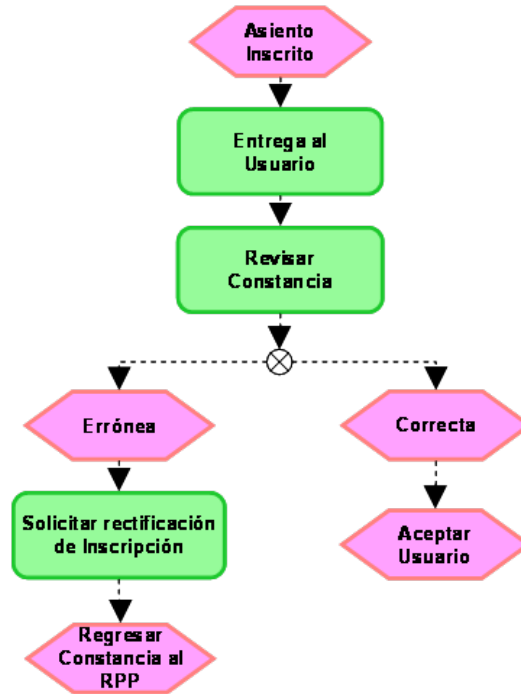 Asiento
Inscrito
Entrega al
Usuario
Revisar
Constancia
Errónea
Correcta
Solicitar rectificación
de Inscripción
Aceptar
Usuario
Regresar
Constancia al
RPP